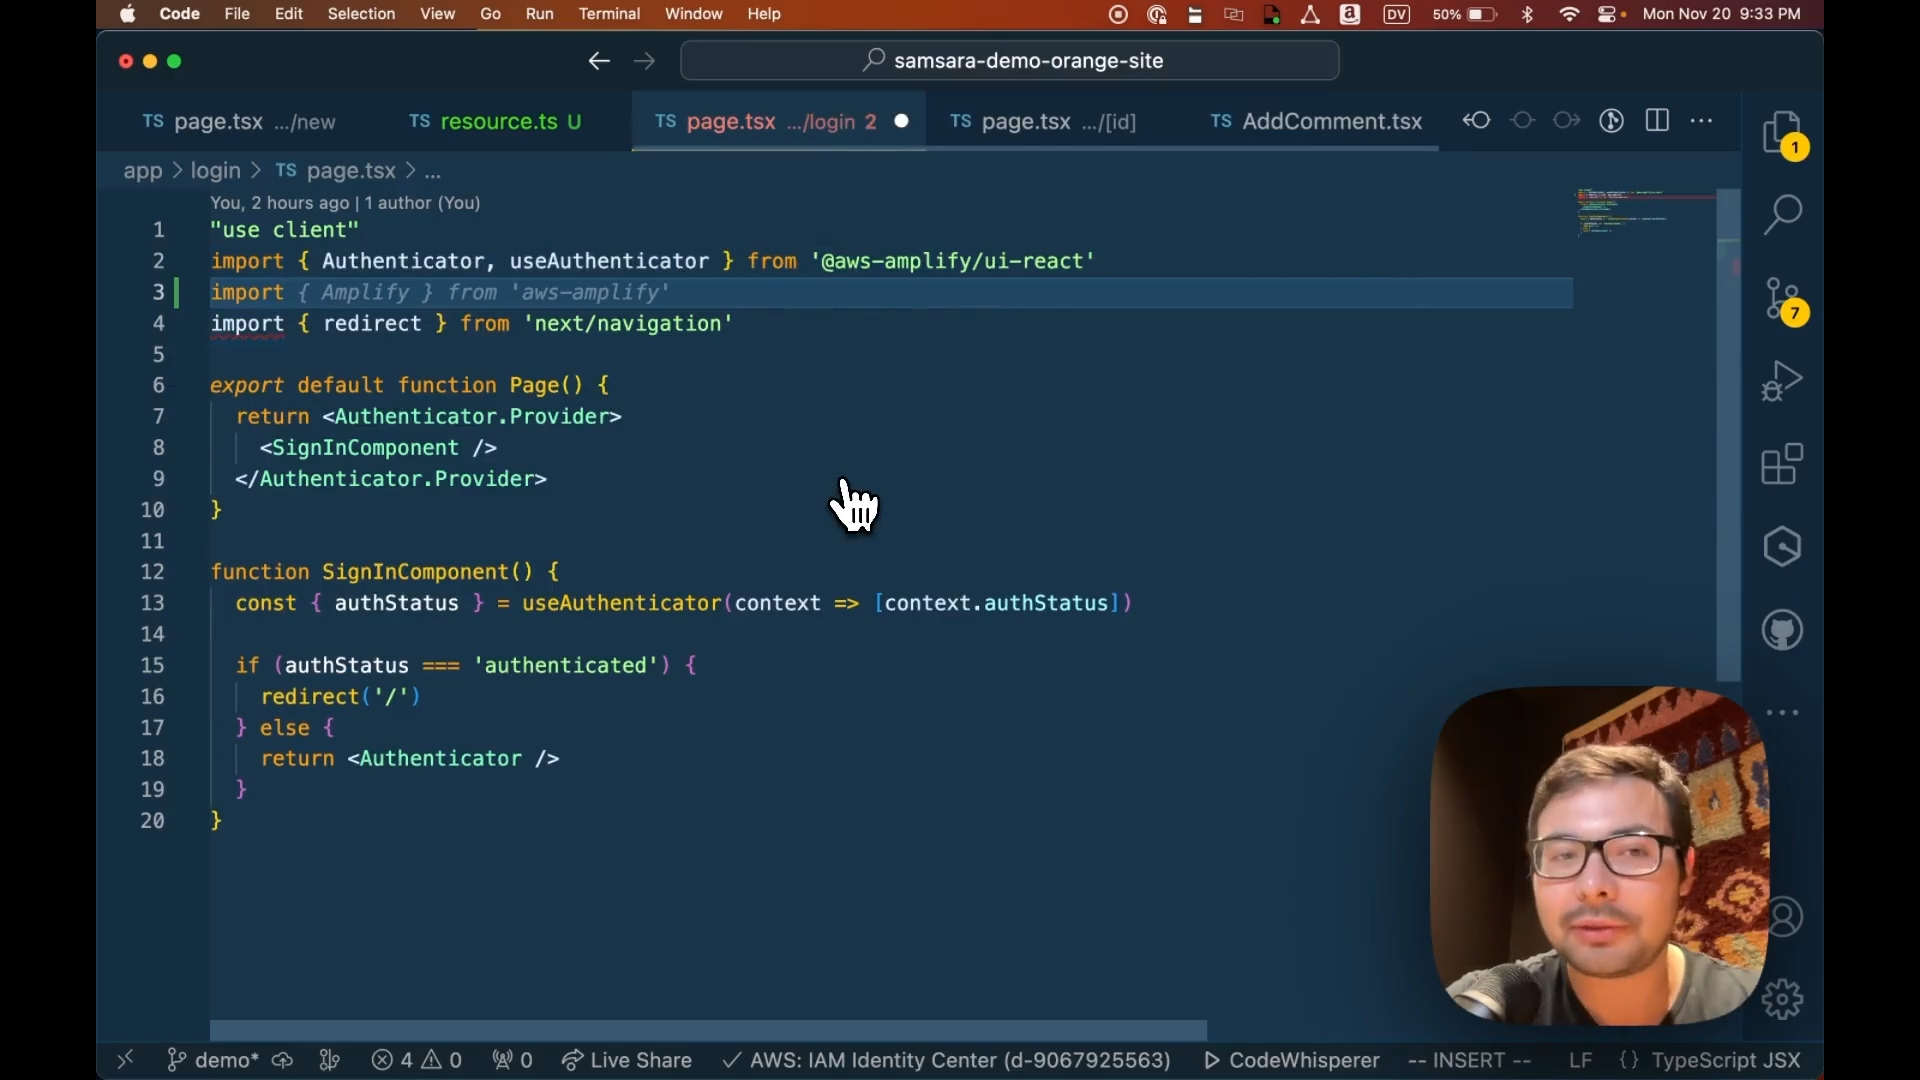 Code File Edit Selection View Go Run Terminal Window Help DV 50% Mon Nov 20 9:33 PM
samsara-demo-orange-site
TS page.tsx .../new TS resource.ts U TS page.tsx .../login 2 TS page.tsx .../[id] TS AddComment.tsx
app > login > TS page.tsx > ...
1
You, 2 hours ago | 1 author (You)
1 "use client"
2 import { Authenticator, useAuthenticator } from '@aws-amplify/ui-react'
3 import { Amplify } from 'aws-amplify'
4 import { redirect } from 'next/navigation'
7
5
6 export default function Page() {
7 return <Authenticator.Provider>
8 <SignInComponent />
9 </Authenticator.Provider>
10 }
11
12 function SignInComponent() {
13 const { authStatus } = useAuthenticator(context => [context.authStatus])
14
15 if (authStatus === 'authenticated') {
16 redirect('/')
17 } else {
18 return <Authenticator />
19 }
20 }
demo* 4 0 0 Live Share AWS: IAM Identity Center (d-9067925563) CodeWhisperer -- INSERT -- LF {} TypeScript JSX